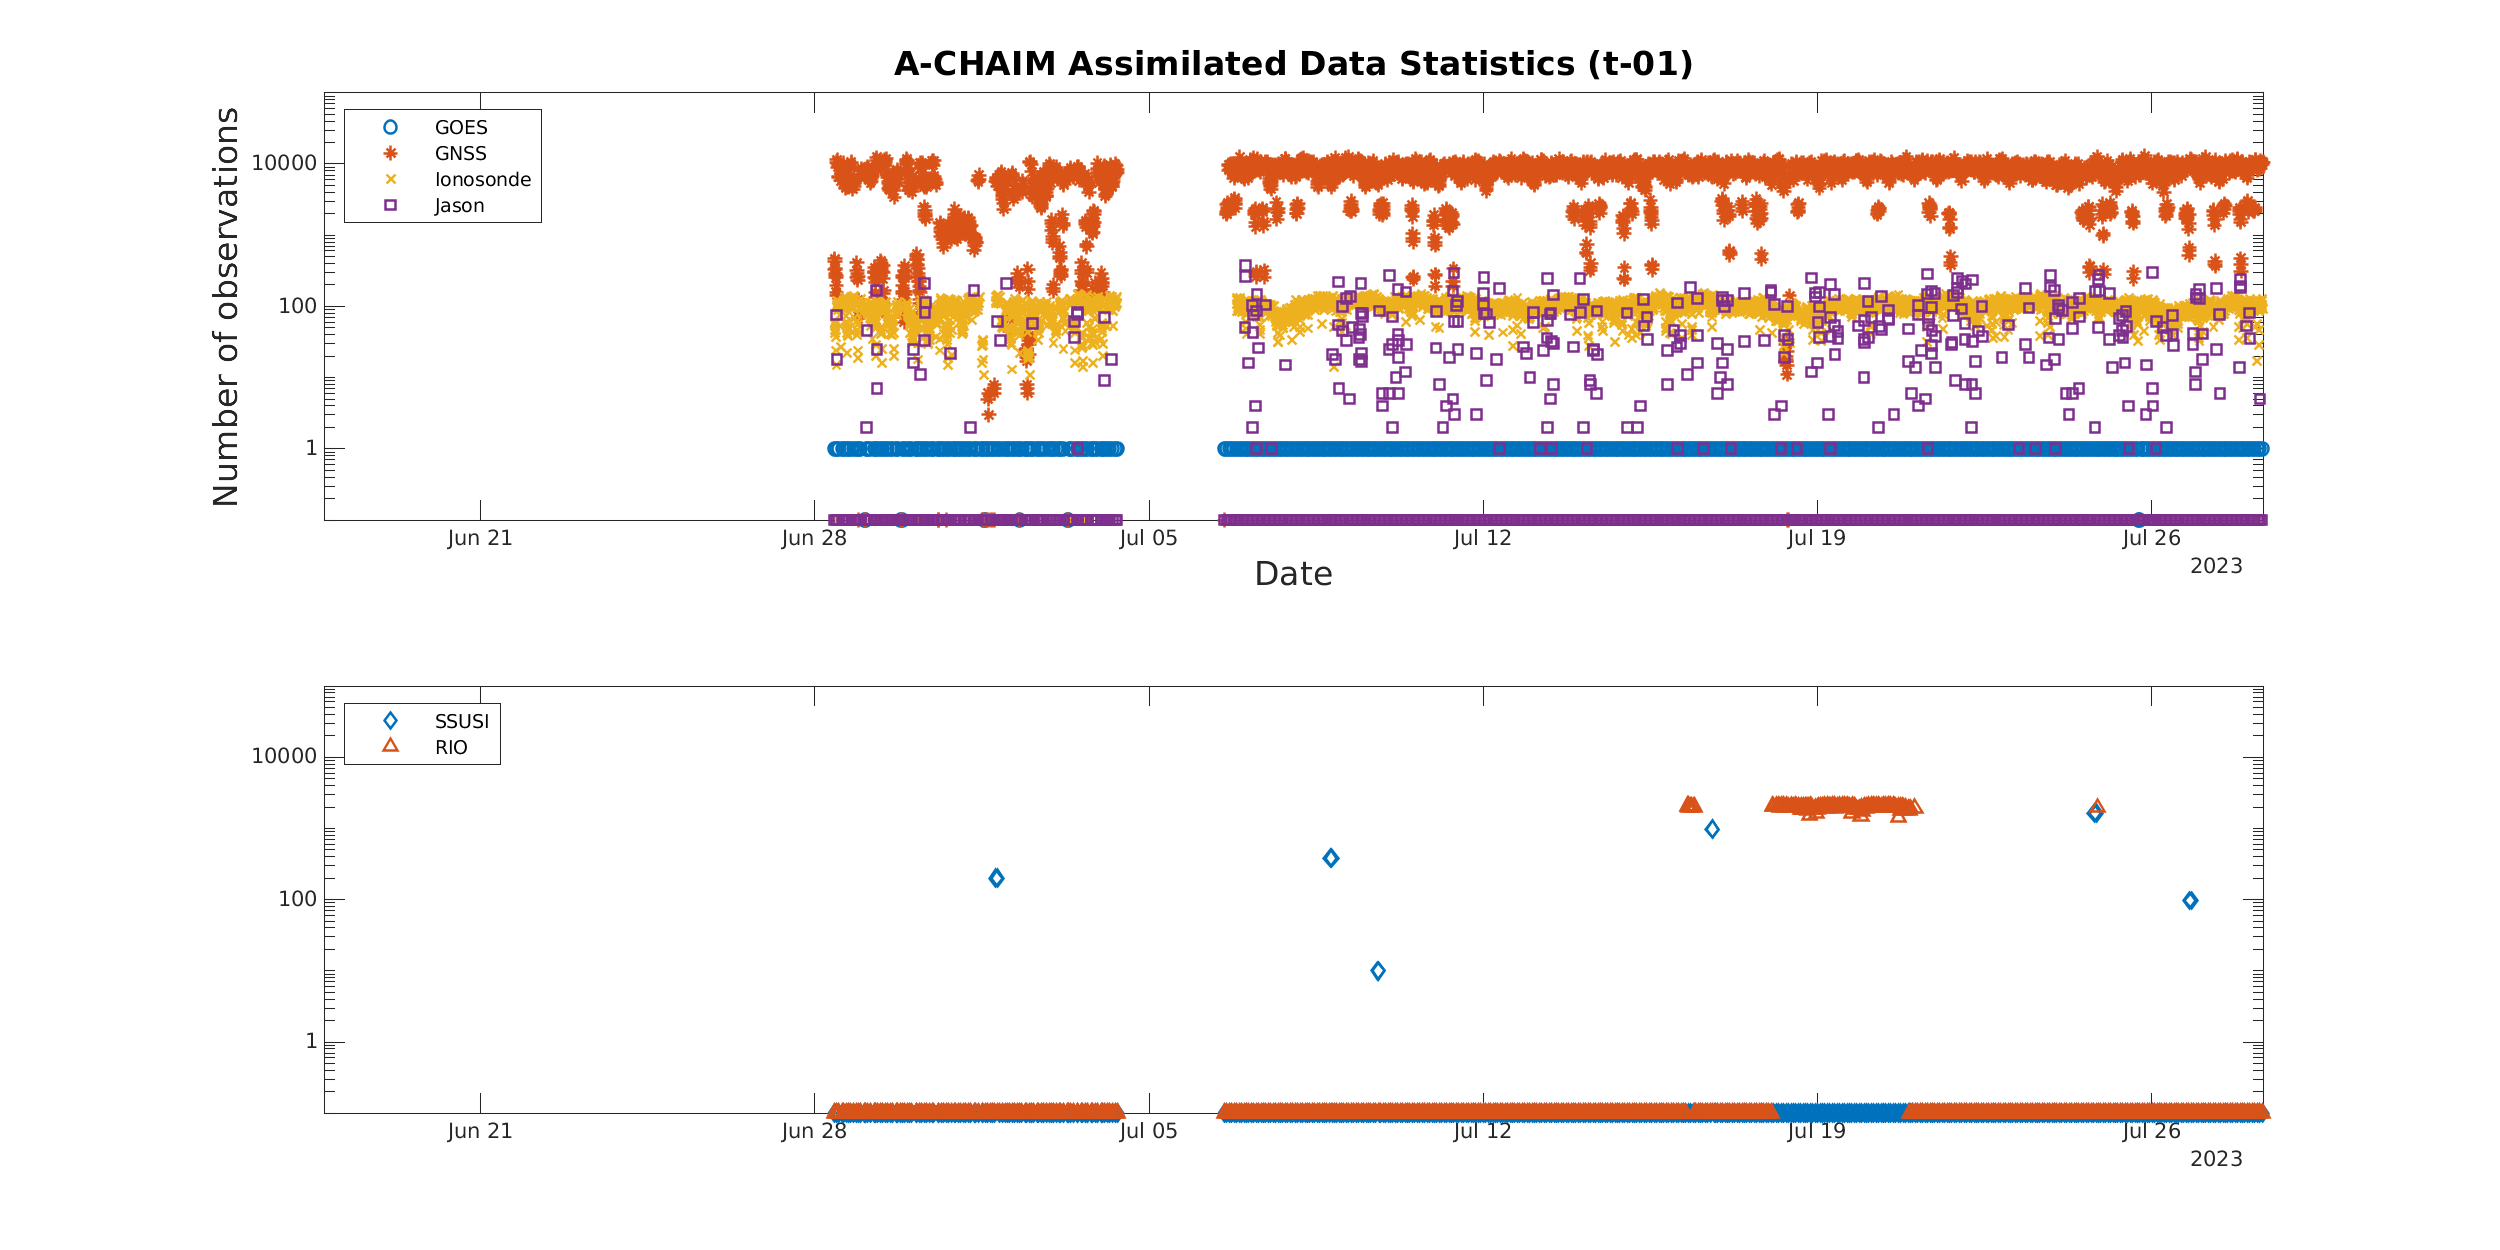 A-CHAIM Assimilated Data Statistics (t-01)
GOES
GNSS
Ionosonde
Jason
Number of observations
10000
100
1
Jun 21
Jun 28
Jul 05
Jul 12
Jul 19
Jul 26
2023
Date
SSUSI
RIO
10000
100
1
Jun 21
Jun 28
Jul 05
Jul 12
Jul 19
Jul 26
2023